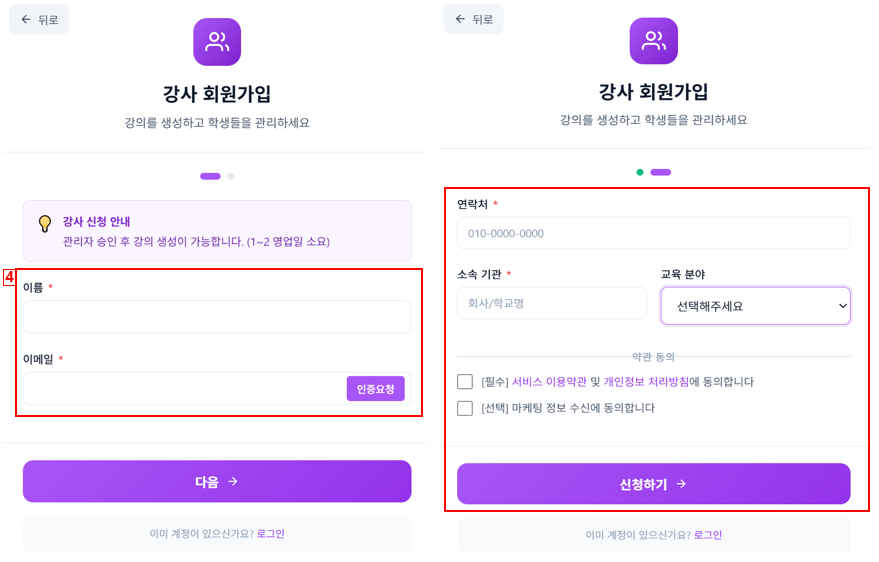 ← 뒤로
강사 회원가입
강의를 생성하고 학생들을 관리하세요
강사 신청 안내
관리자 승인 후 강의 생성이 가능합니다. (1~2 영업일 소요)
4
이름 *
이메일 *
인증요청
다음 →
이미 계정이 있으신가요? 로그인
← 뒤로
강사 회원가입
강의를 생성하고 학생들을 관리하세요
연락처 *
010-0000-0000
소속 기관 * 교육 분야
회사/학교명 선택해주세요
약관 동의
[필수] 서비스 이용약관 및 개인정보 처리방침에 동의합니다
[선택] 마케팅 정보 수신에 동의합니다
신청하기 →
이미 계정이 있으신가요? 로그인